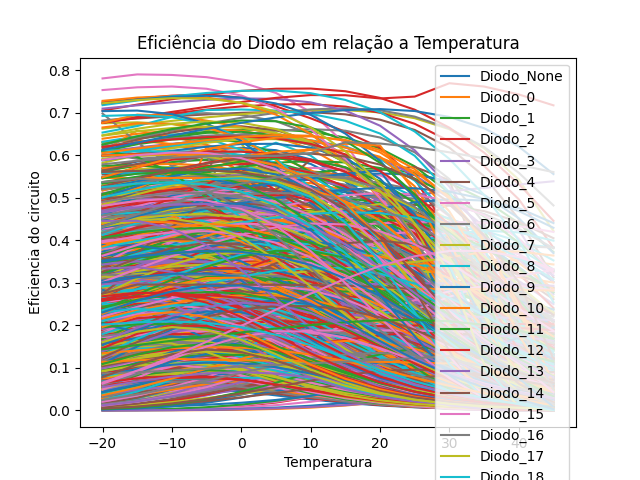 Eficiência do Diodo em relação a Temperatura
Eficiencia do circuito
0.8
0.7
0.6
0.5
0.4
0.3
0.2
0.1
0.0
−20
−10
0
10
20
30
40
Temperatura
Diodo_None
Diodo_0
Diodo_1
Diodo_2
Diodo_3
Diodo_4
Diodo_5
Diodo_6
Diodo_7
Diodo_8
Diodo_9
Diodo_10
Diodo_11
Diodo_12
Diodo_13
Diodo_14
Diodo_15
Diodo_16
Diodo_17
Diodo_18